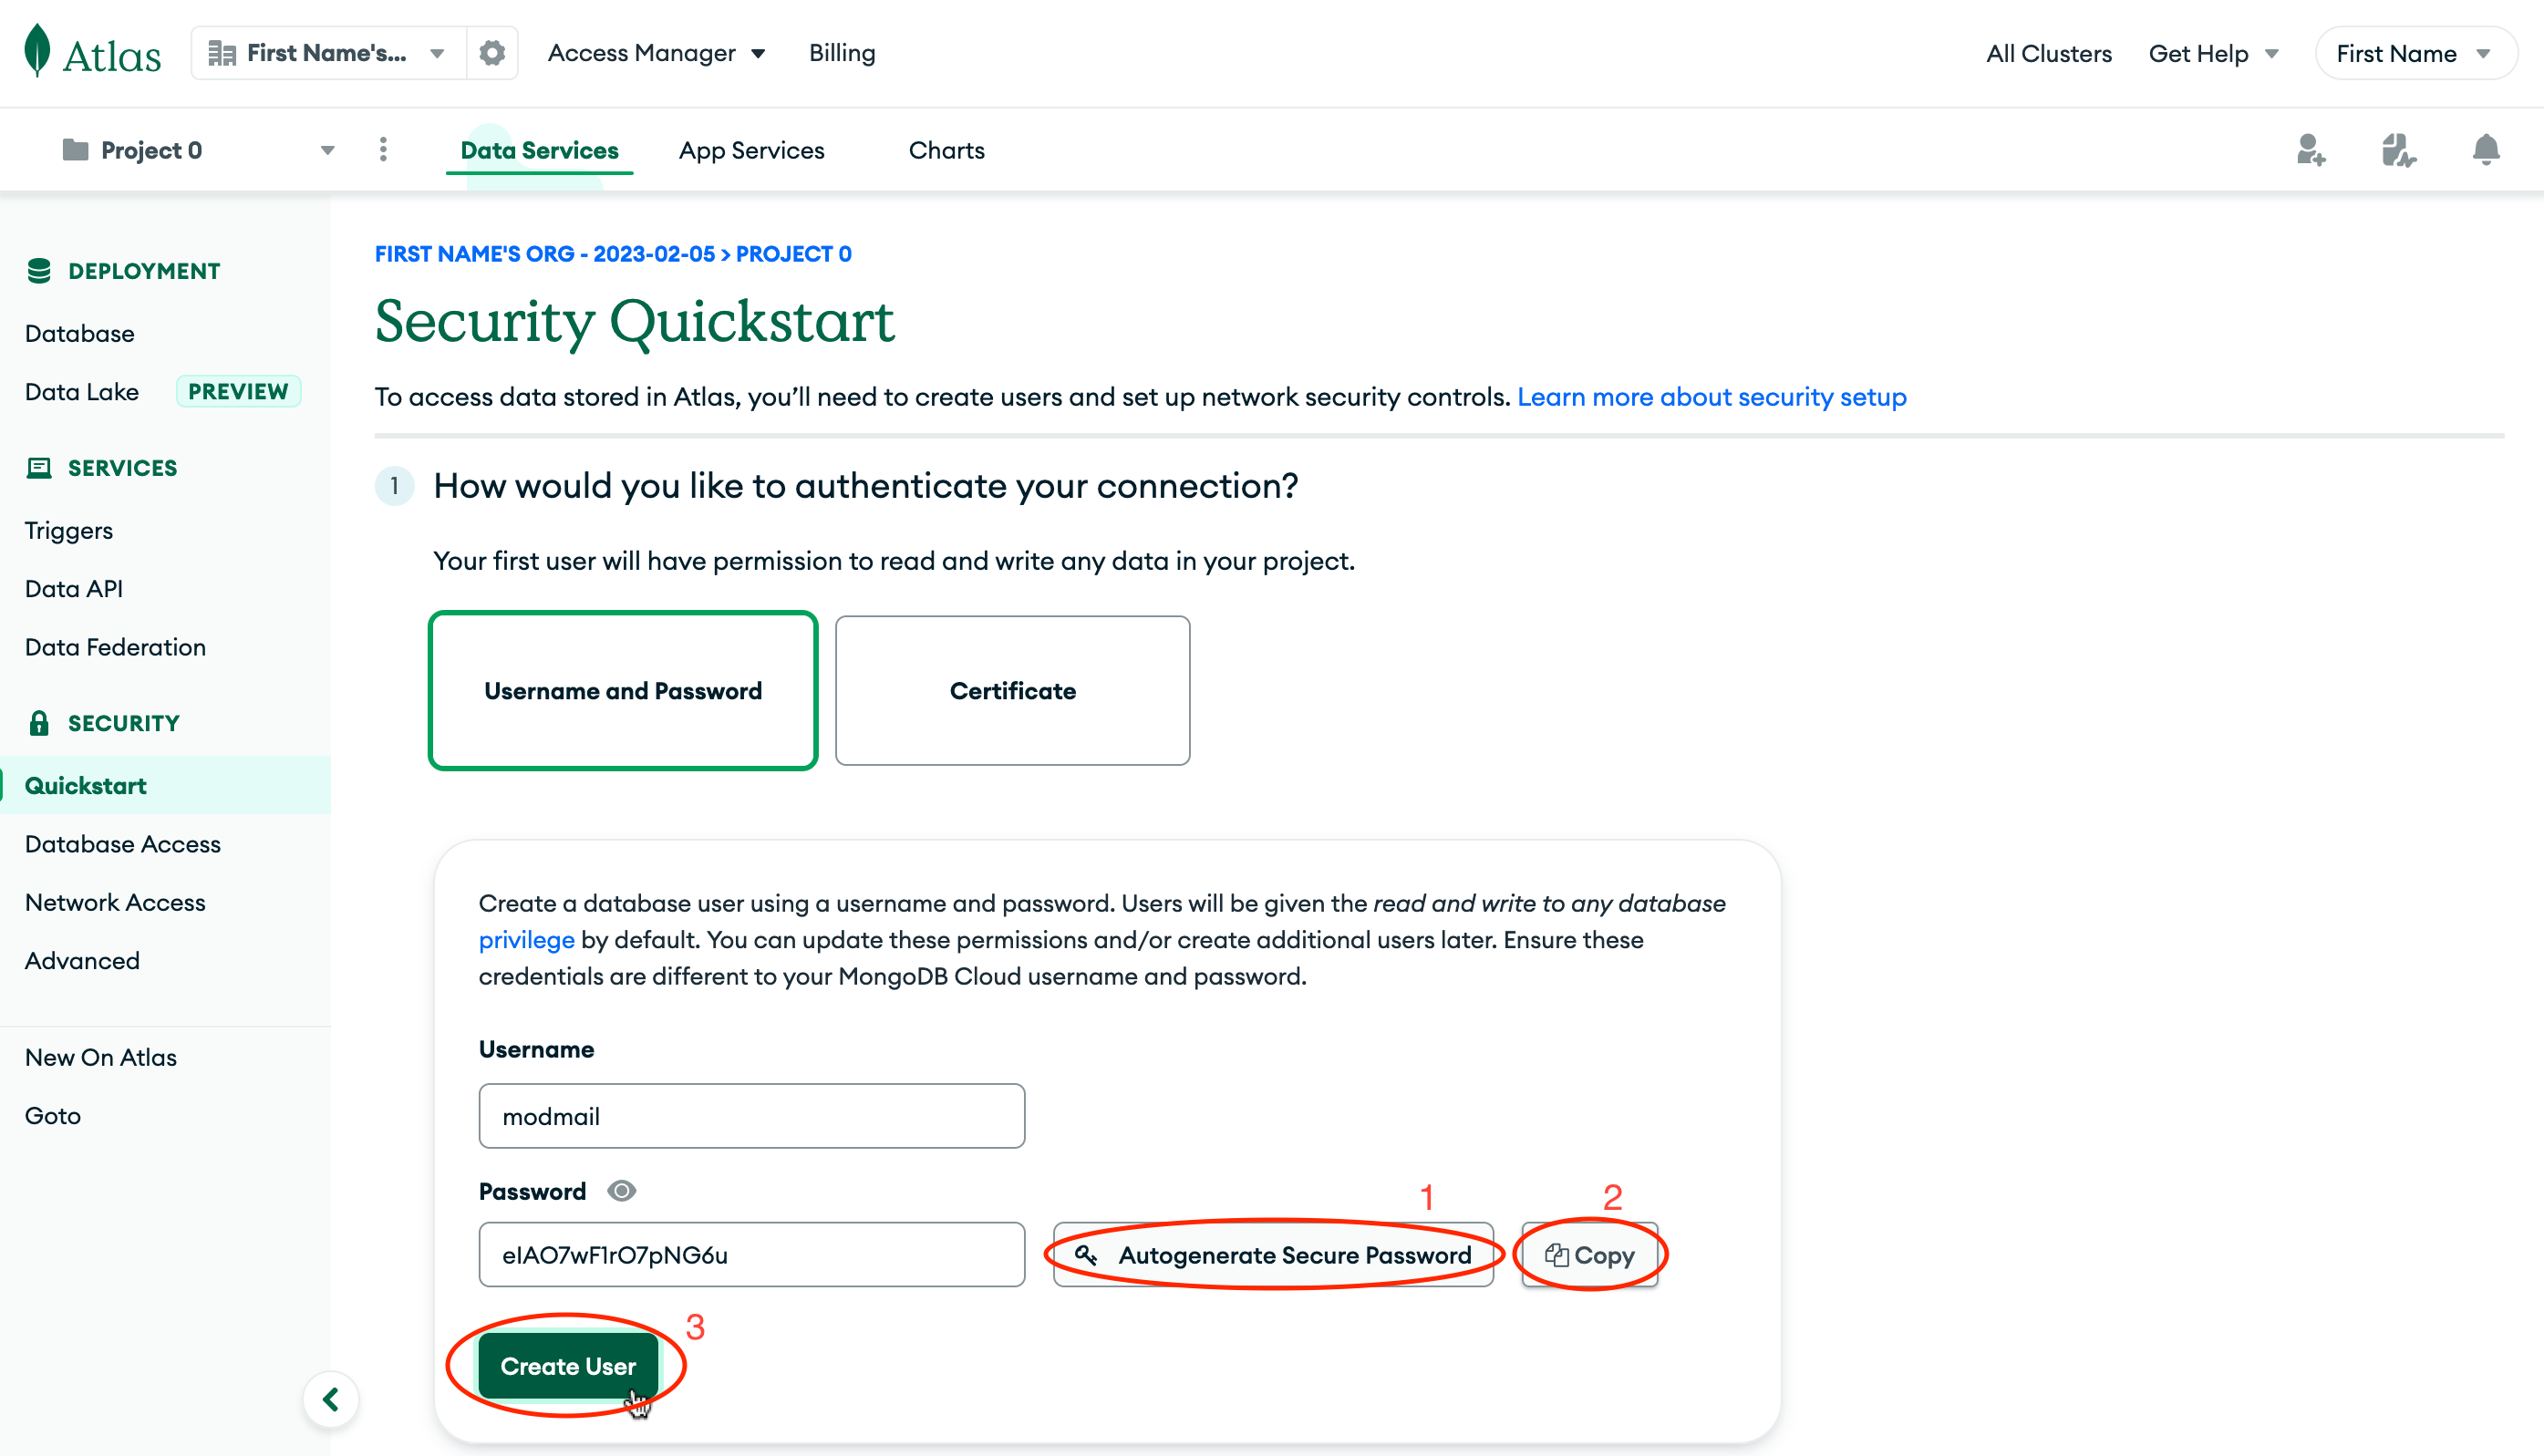 Atlas
First Name's...
Access Manager
Billing
All Clusters
Get Help
First Name
Project 0
Data Services
App Services
Charts
DEPLOYMENT
Database
Data Lake PREVIEW
SERVICES
Triggers
Data API
Data Federation
SECURITY
Quickstart
Database Access
Network Access
Advanced
New On Atlas
Goto
FIRST NAME'S ORG - 2023-02-05 > PROJECT 0
Security Quickstart
To access data stored in Atlas, you’ll need to create users and set up network security controls. Learn more about security setup
1 How would you like to authenticate your connection?
Your first user will have permission to read and write any data in your project.
Username and Password
Certificate
Create a database user using a username and password. Users will be given the read and write to any database
privilege by default. You can update these permissions and/or create additional users later. Ensure these
credentials are different to your MongoDB Cloud username and password.
Username
modmail
Password
1
2
eIAO7wF1rO7pNG6u
Autogenerate Secure Password
Copy
3
Create User